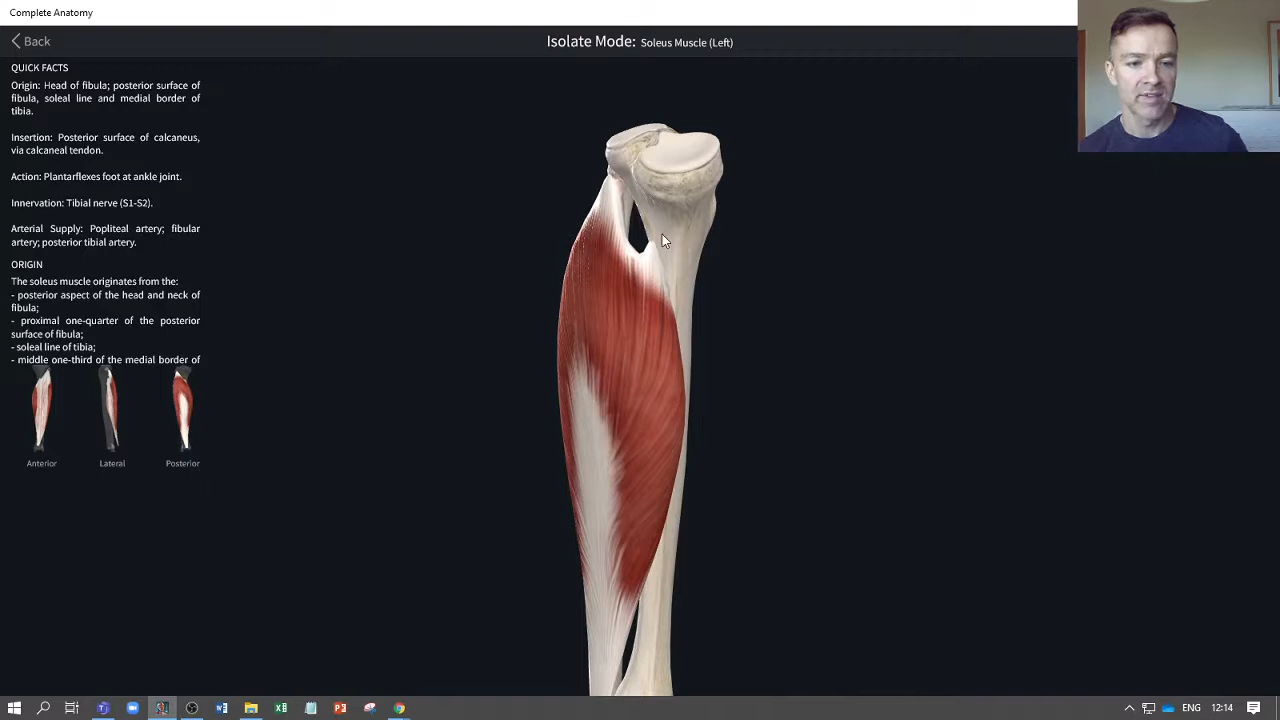 Complete Anatomy
Back
Isolate Mode: Soleus Muscle (Left)
QUICK FACTS
Origin: Head of fibula; posterior surface of
fibula, soleal line and medial border of
tibia.
Insertion: Posterior surface of calcaneus,
via calcaneal tendon.
Action: Plantarflexes foot at ankle joint.
Innervation: Tibial nerve (S1-S2).
Arterial Supply: Popliteal artery; fibular
artery; posterior tibial artery.
ORIGIN
The soleus muscle originates from the:
- posterior aspect of the head and neck of
fibula;
- proximal one-quarter of the posterior
surface of fibula;
- soleal line of tibia;
- middle one-third of the medial border of
Anterior Lateral Posterior
ENG 12:14